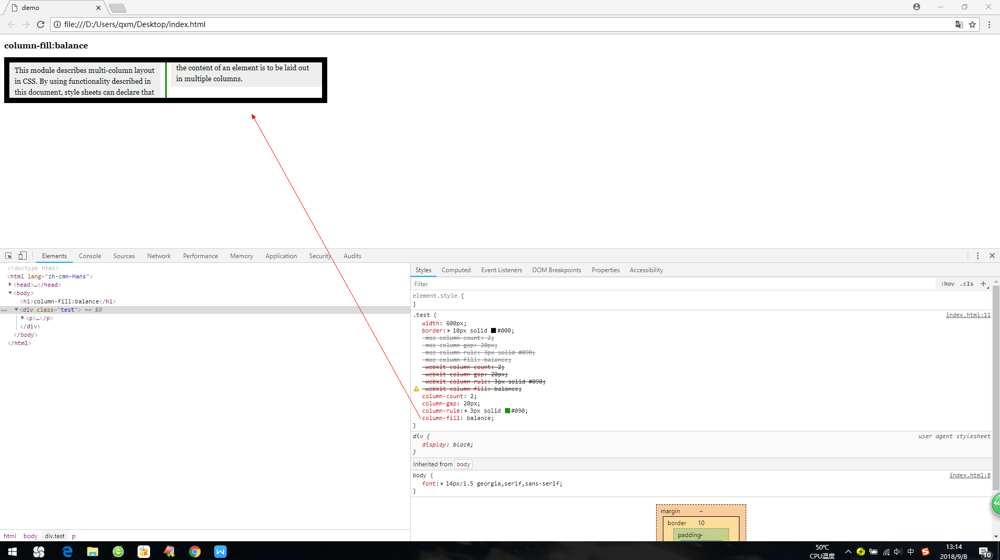 demo
file:///D:/Users/qxm/Desktop/index.html
column-fill:balance
This module describes multi-column layout
in CSS. By using functionality described in
this document, style sheets can declare that
the content of an element is to be laid out
in multiple columns.
Elements Console Sources Network Performance Memory Application Security Audits
<!doctype html>
<html lang="zh-cmn-Hans">
<head>…</head>
<body>
<h1>column-fill:balance</h1>
<div class="test"> == $0
<p>…</p>
</div>
</body>
</html>
html body div.test p
Styles Computed Event Listeners DOM Breakpoints Properties Accessibility
Filter :hov .cls +
element.style {
}
.test { index.html:11
width: 600px;
border: 10px solid #000;
-moz-column-count: 2;
-moz-column-gap: 20px;
-moz-column-rule: 3px solid #090;
-moz-column-fill: balance;
-webkit-column-count: 2;
-webkit-column-gap: 20px;
-webkit-column-rule: 3px solid #090;
-webkit-column-fill: balance;
column-count: 2;
column-gap: 20px;
column-rule: 3px solid #090;
column-fill: balance;
}
div { user agent stylesheet
display: block;
}
Inherited from body
body { index.html:8
font: 14px/1.5 georgia,serif,sans-serif;
}
margin –
border 10
padding –
46
50℃
CPU温度
中
13:14
2018/9/8
10